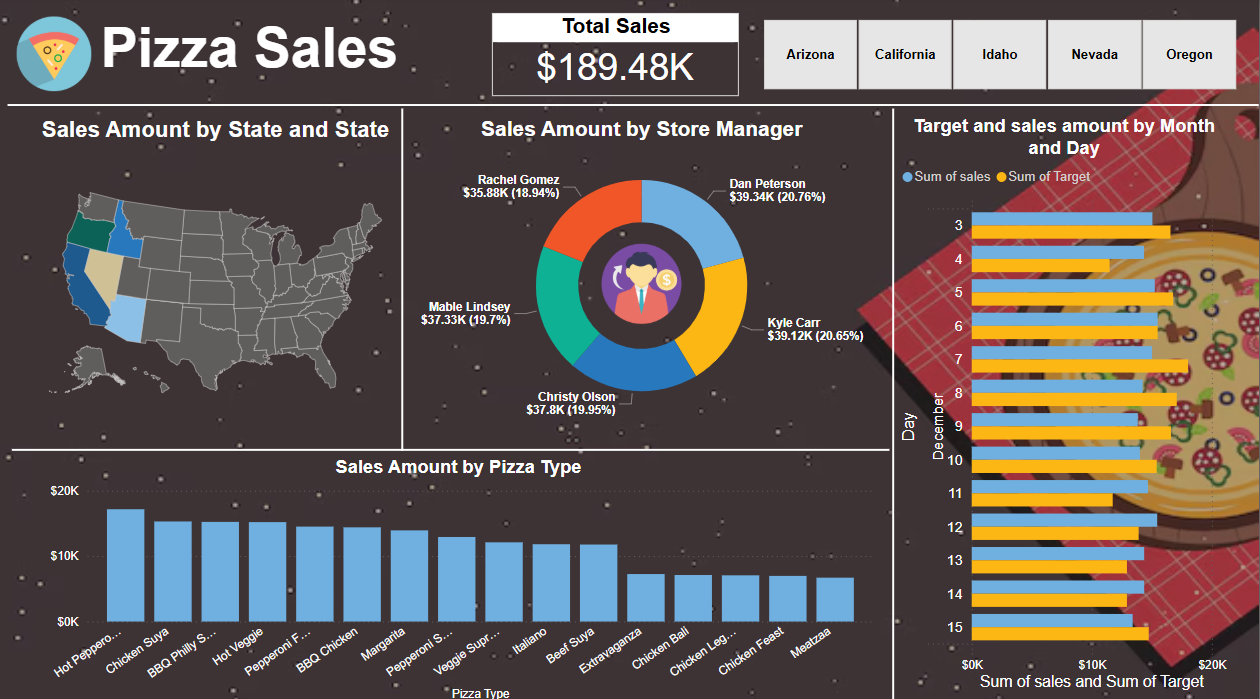 Pizza Sales
Total Sales
$189.48K
Arizona
California
Idaho
Nevada
Oregon
Sales Amount by State and State
Sales Amount by Store Manager
Rachel Gomez
$35.88K (18.94%)
Dan Peterson
$39.34K (20.76%)
Mable Lindsey
$37.33K (19.7%)
Kyle Carr
$39.12K (20.65%)
Christy Olson
$37.8K (19.95%)
Target and sales amount by Month
and Day
Sum of sales
Sum of Target
Day
December
3
4
5
6
7
8
9
10
11
12
13
14
15
$0K
$10K
$20K
Sum of sales and Sum of Target
Sales Amount by Pizza Type
$20K
$10K
$0K
Hot Peppero...
Chicken Suya
BBQ Philly S...
Hot Veggie
Pepperoni F...
BBQ Chicken
Margarita
Pepperoni S...
Veggie Supr...
Italiano
Beef Suya
Extravaganza
Chicken Bali
Chicken Leg...
Chicken Feast
Meatzaa
Pizza Type